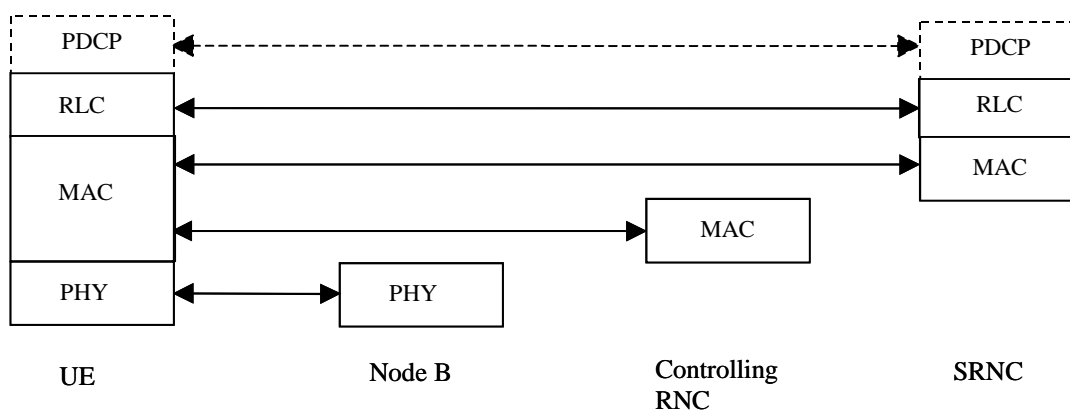 PDCP PDCP
RLC RLC
MAC MAC
MAC
PHY PHY
UE Node B Controlling SRNC
RNC